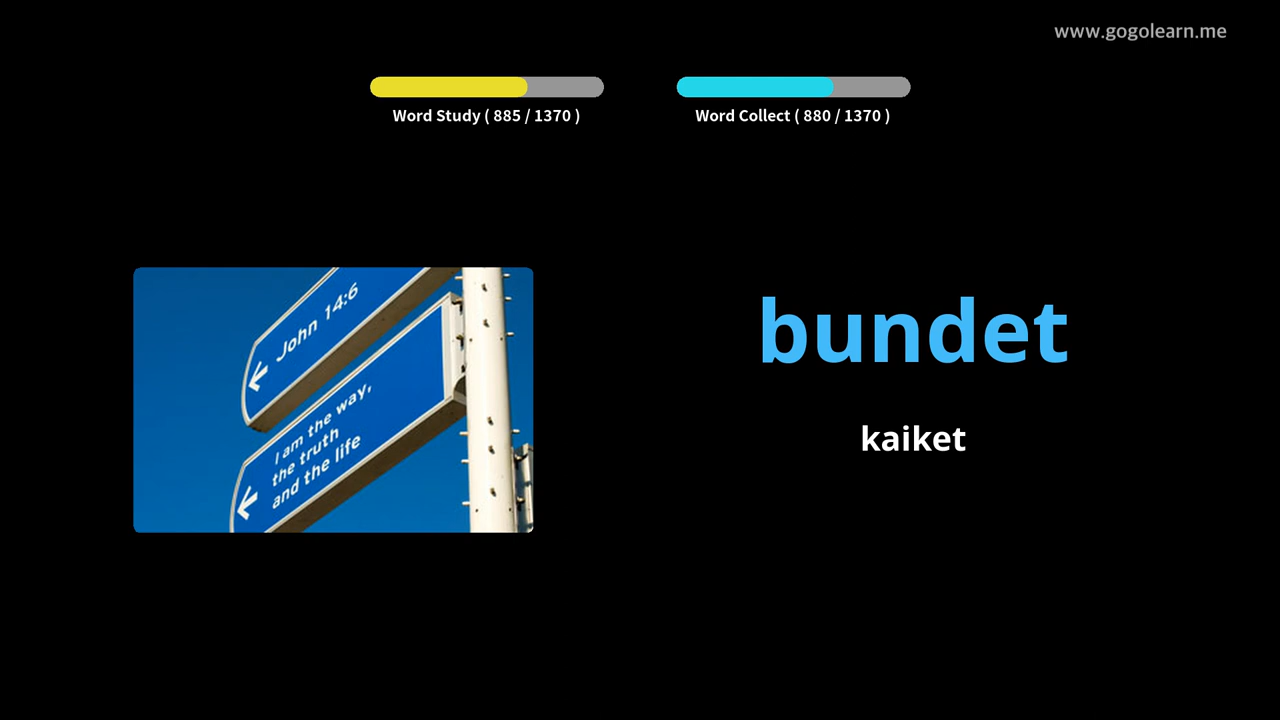 www.gogolearn.me
Word Study ( 885 / 1370 )
Word Collect ( 880 / 1370 )
John 14:6
I am the way,
the truth
and the life
bundet
kaiket